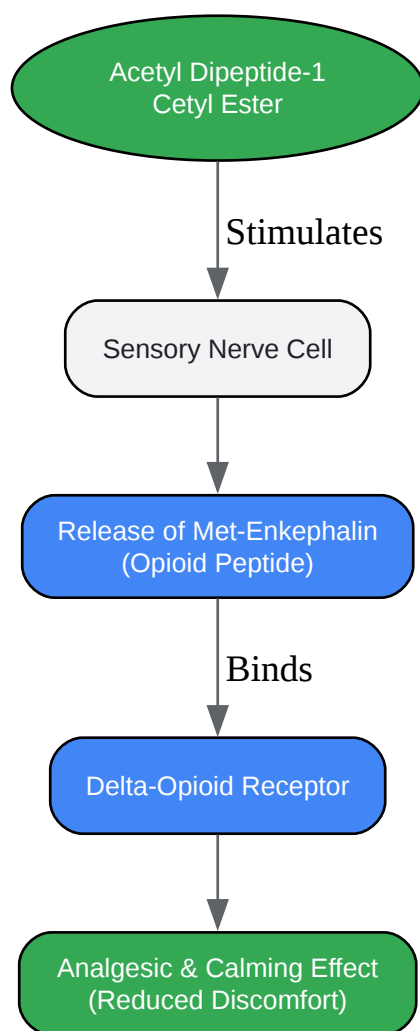 Acetyl Dipeptide-1
Cetyl Ester
Stimulates
Sensory Nerve Cell
Release of Met-Enkephalin
(Opioid Peptide)
Binds
Delta-Opioid Receptor
Analgesic & Calming Effect
(Reduced Discomfort)